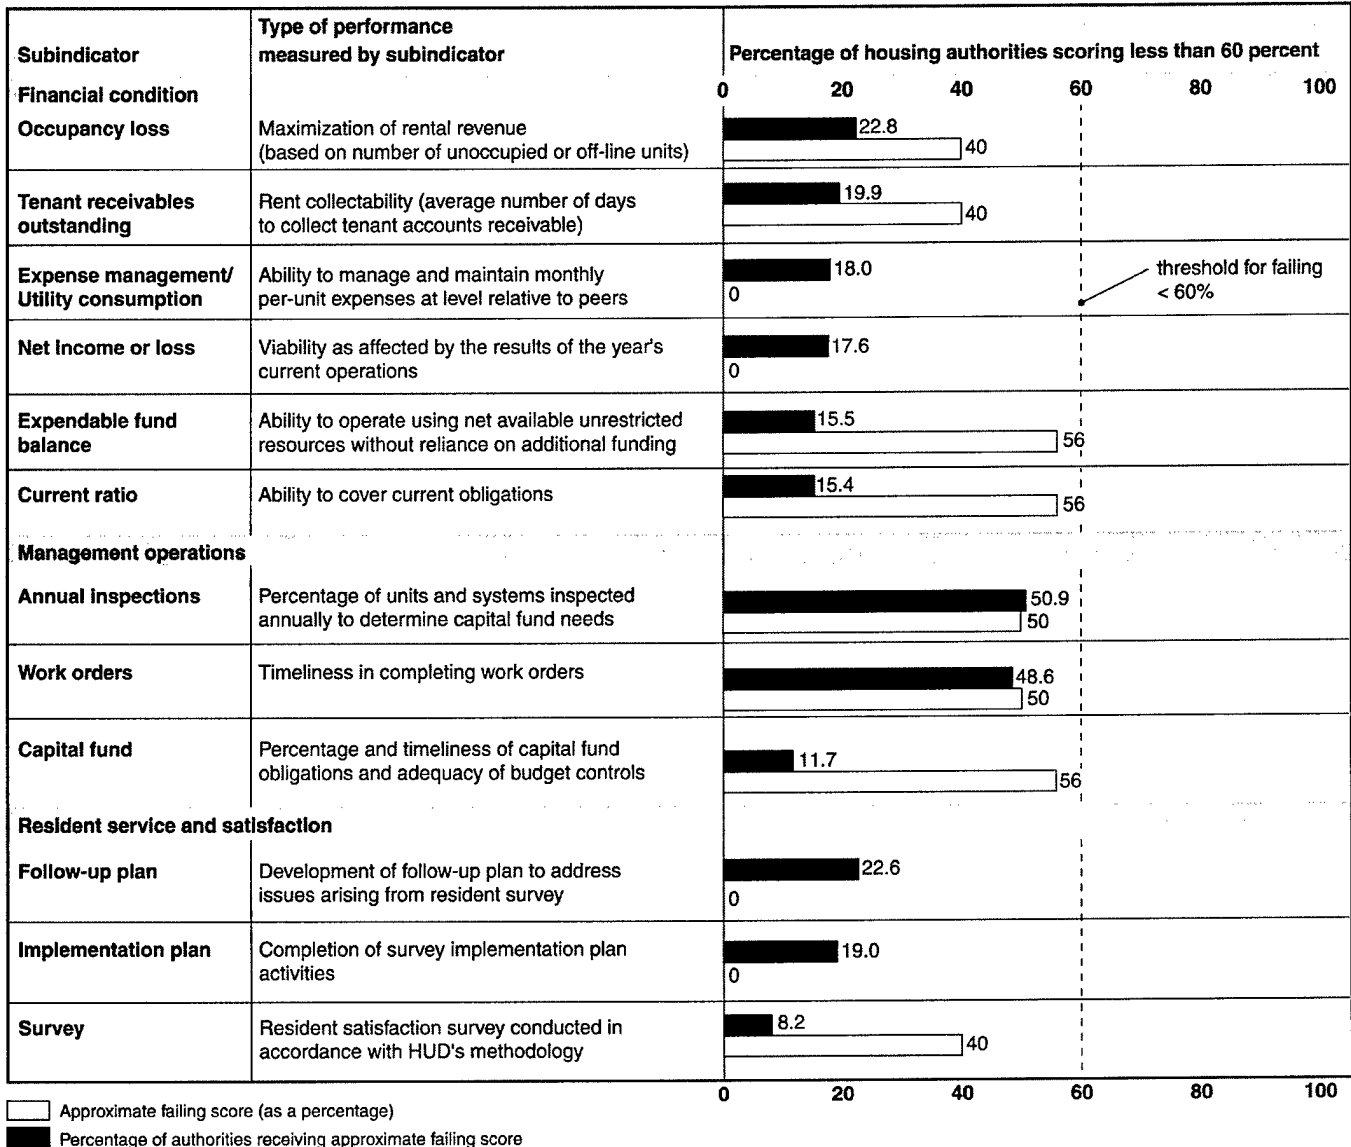 Subindicator
Type of performance
measured by subindicator
Percentage of housing authorities scoring less than 60 percent
Financial condition
0 20 40 60 80 100
Occupancy loss
Maximization of rental revenue
(based on number of unoccupied or off-line units)
22.8
40
Tenant receivables
outstanding
Rent collectability (average number of days
to collect tenant accounts receivable)
19.9
40
Expense management/
Utility consumption
Ability to manage and maintain monthly
per-unit expenses at level relative to peers
18.0
0
threshold for failing
< 60%
Net Income or loss
Viability as affected by the results of the year's
current operations
17.6
0
Expendable fund
balance
Ability to operate using net available unrestricted
resources without reliance on additional funding
15.5
56
Current ratio
Ability to cover current obligations
15.4
56
Management operations
Annual inspections
Percentage of units and systems inspected
annually to determine capital fund needs
50.9
50
Work orders
Timeliness in completing work orders
48.6
50
Capital fund
Percentage and timeliness of capital fund
obligations and adequacy of budget controls
11.7
56
Resident service and satisfaction
Follow-up plan
Development of follow-up plan to address
issues arising from resident survey
22.6
0
Implementation plan
Completion of survey implementation plan
activities
19.0
0
Survey
Resident satisfaction survey conducted in
accordance with HUD's methodology
8.2
40
0 20 40 60 80 100
Approximate failing score (as a percentage)
Percentage of authorities receiving approximate failing score